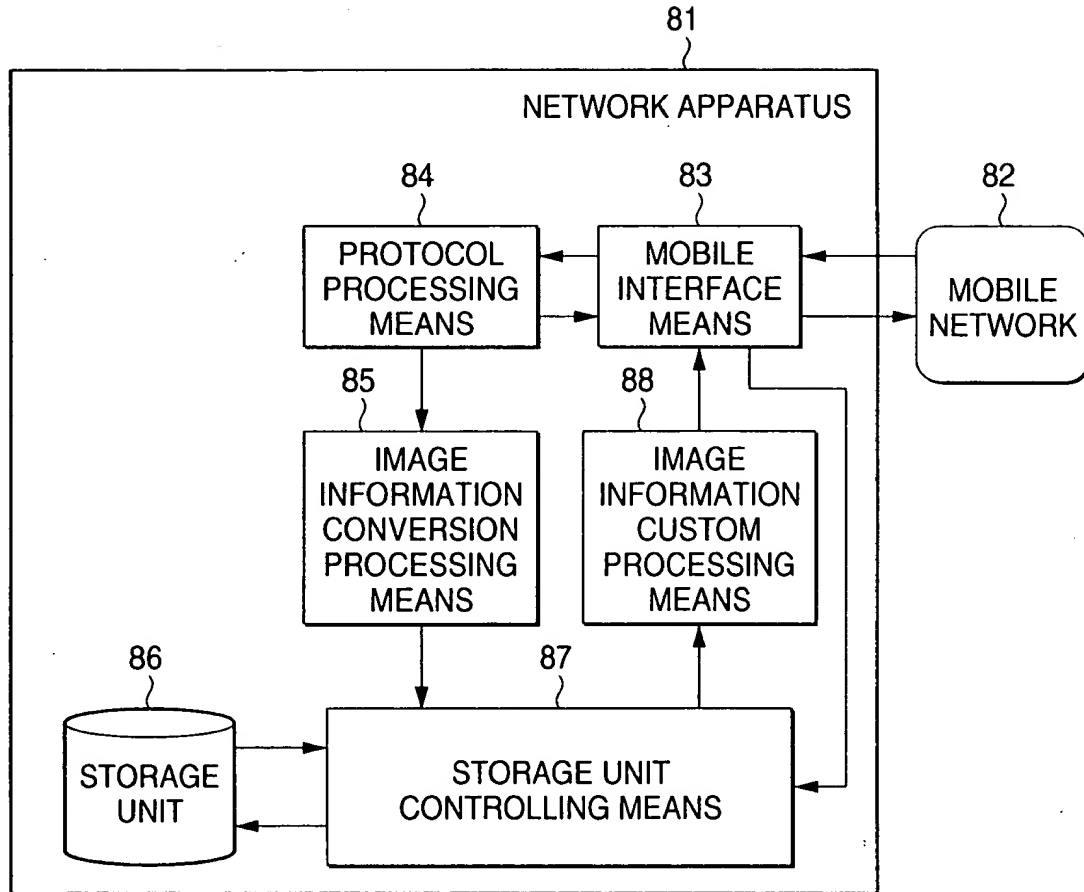 81
NETWORK APPARATUS
84
83
82
PROTOCOL
PROCESSING
MEANS
MOBILE
INTERFACE
MEANS
MOBILE
NETWORK
85
88
IMAGE
INFORMATION
CONVERSION
PROCESSING
MEANS
IMAGE
INFORMATION
CUSTOM
PROCESSING
MEANS
86
87
STORAGE
UNIT
STORAGE UNIT
CONTROLLING MEANS